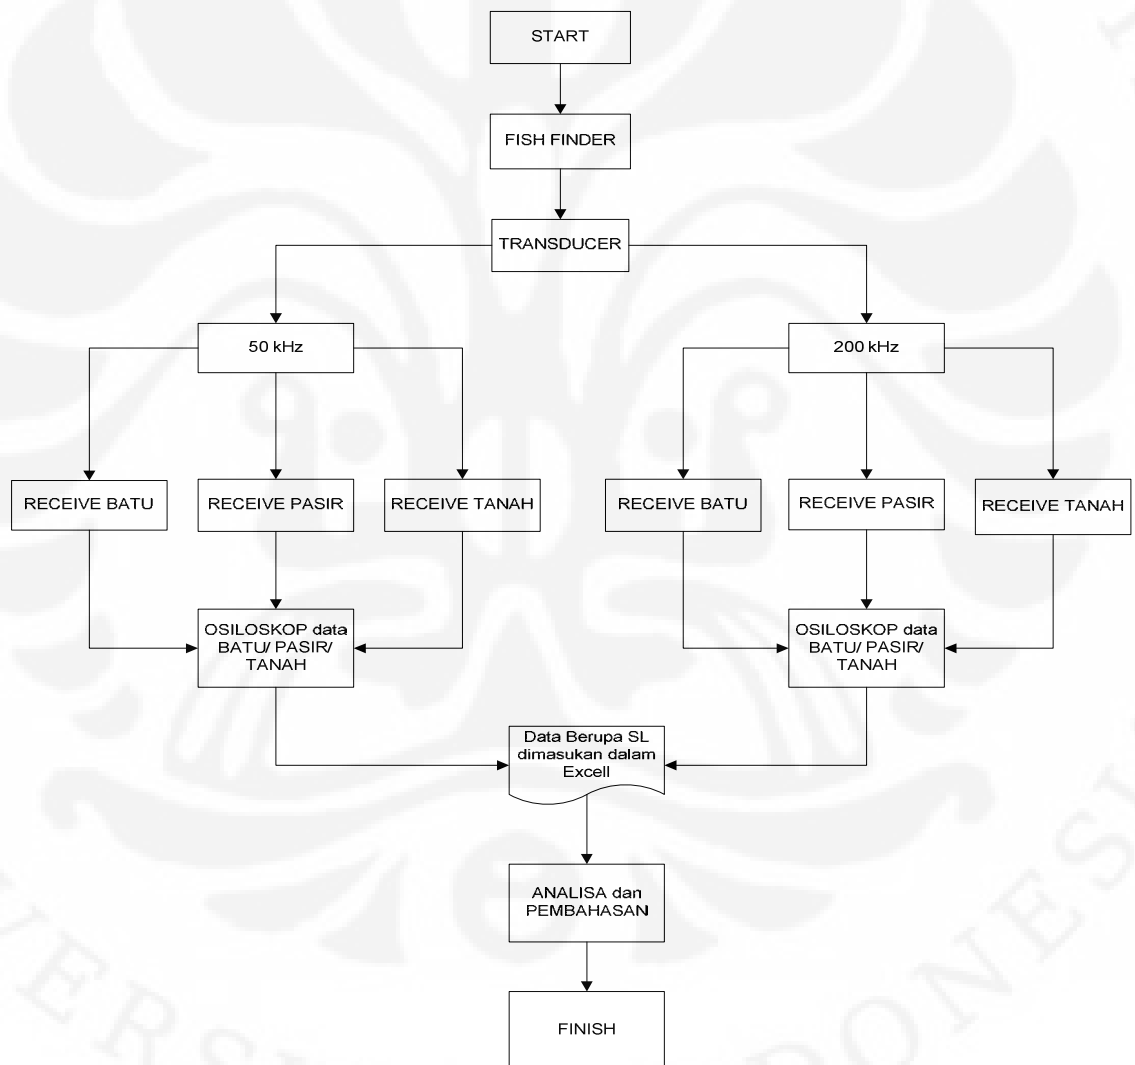 START
FISH FINDER
TRANSDUCER
50 kHz
200 kHz
RECEIVE BATU
RECEIVE PASIR
RECEIVE TANAH
RECEIVE BATU
RECEIVE PASIR
RECEIVE TANAH
OSILOSKOP data
BATU/ PASIR/
TANAH
OSILOSKOP data
BATU/ PASIR/
TANAH
Data Berupa SL
dimasukan dalam
Excell
ANALISA dan
PEMBAHASAN
FINISH